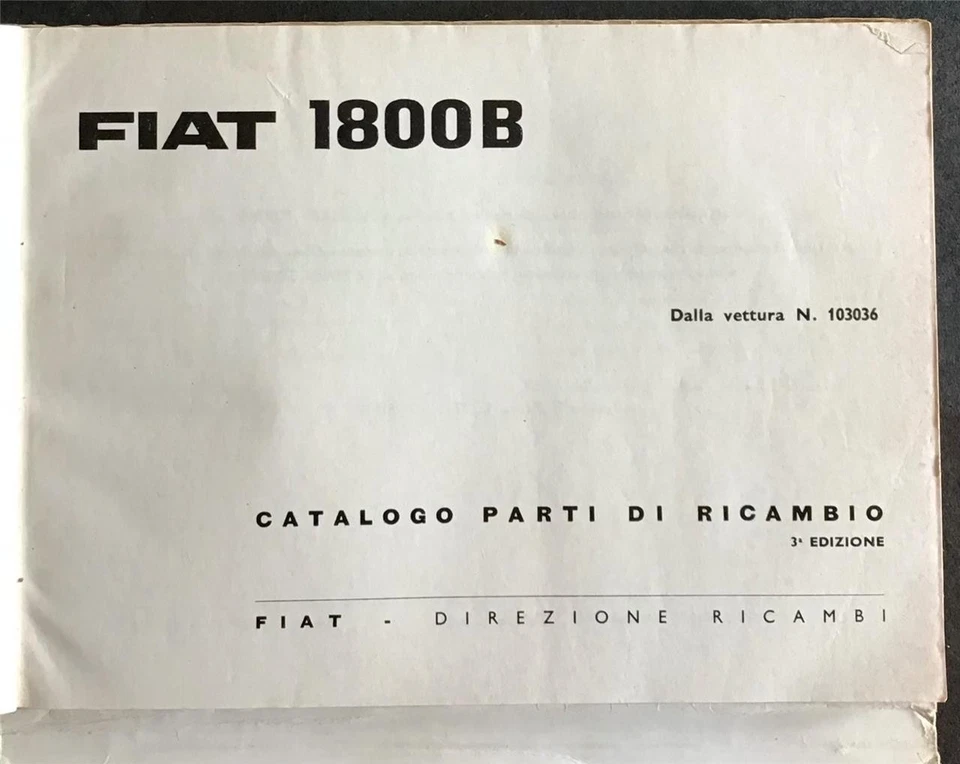 FIAT 1800B
Dalla vettura N. 103036
CATALOGO PARTI DI RICAMBIO
3ª EDIZIONE
FIAT - DIREZIONE RICAMBI